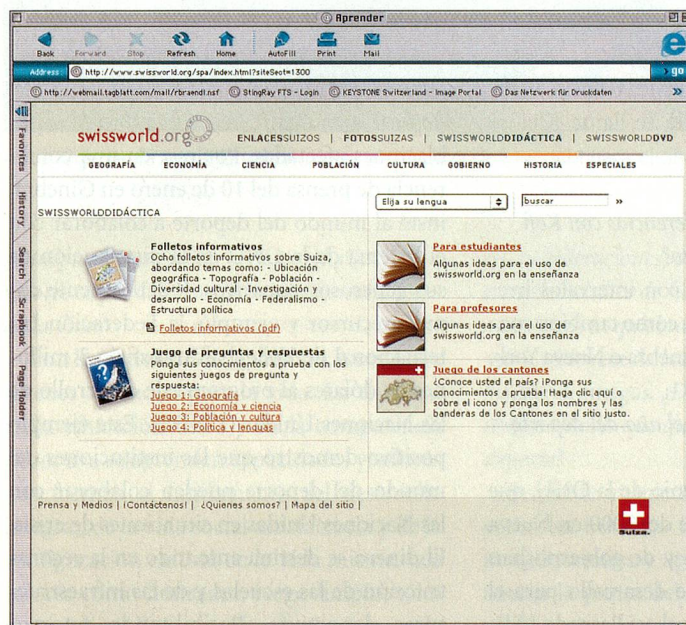 Aprender
Back Forward Stop Refresh Home AutoFill Print Mail
Address http://www.swissworld.org/spa/index.html?siteSect=1300 go
http://webmail.tagblatt.com/mail/rbraendl.nsf StingRay FTS - Login KEYSTONE Switzerland - Image Portal Das Netzwerk für Druckdaten
Favorites
History
Search
Scrapbook
Page Holder
swissworld.org ENLACESSUIZOS | FOTOSSUIZAS | SWISSWORLDDIDÁCTICA | SWISSWORLDDVD
GEOGRAFÍA ECONOMÍA CIENCIA POBLACIÓN CULTURA GOBIERNO HISTORIA ESPECIALES
Elija su lengua buscar »
SWISSWORLDDIDÁCTICA
Folletos informativos
Ocho folletos informativos sobre Suiza,
abordando temas como: - Ubicación
geográfica - Topografía - Población -
Diversidad cultural - Investigación y
desarrollo - Economía - Federalismo -
Estructura política
Folletos informativos (pdf)
Juego de preguntas y respuestas
Ponga sus conocimientos a prueba con los
siguientes juegos de pregunta y
respuesta:
Juego 1: Geografía
Juego 2: Economía y ciencia
Juego 3: Población y cultura
Juego 4: Política y lenguas
Para estudiantes
Algunas ideas para el uso de
swissworld.org en la enseñanza
Para profesores
Algunas ideas para el uso de
swissworld.org en la enseñanza
Juego de los cantones
¿Conoce usted el país? ¡Ponga sus
conocimientos a prueba! Haga clic aquí o
sobre el icono y ponga los nombres y las
banderas de los Cantones en el sitio justo.
Prensa y Medios | ¡Contáctenos! | ¿Quienes somos? | Mapa del sitio |
Suiza.